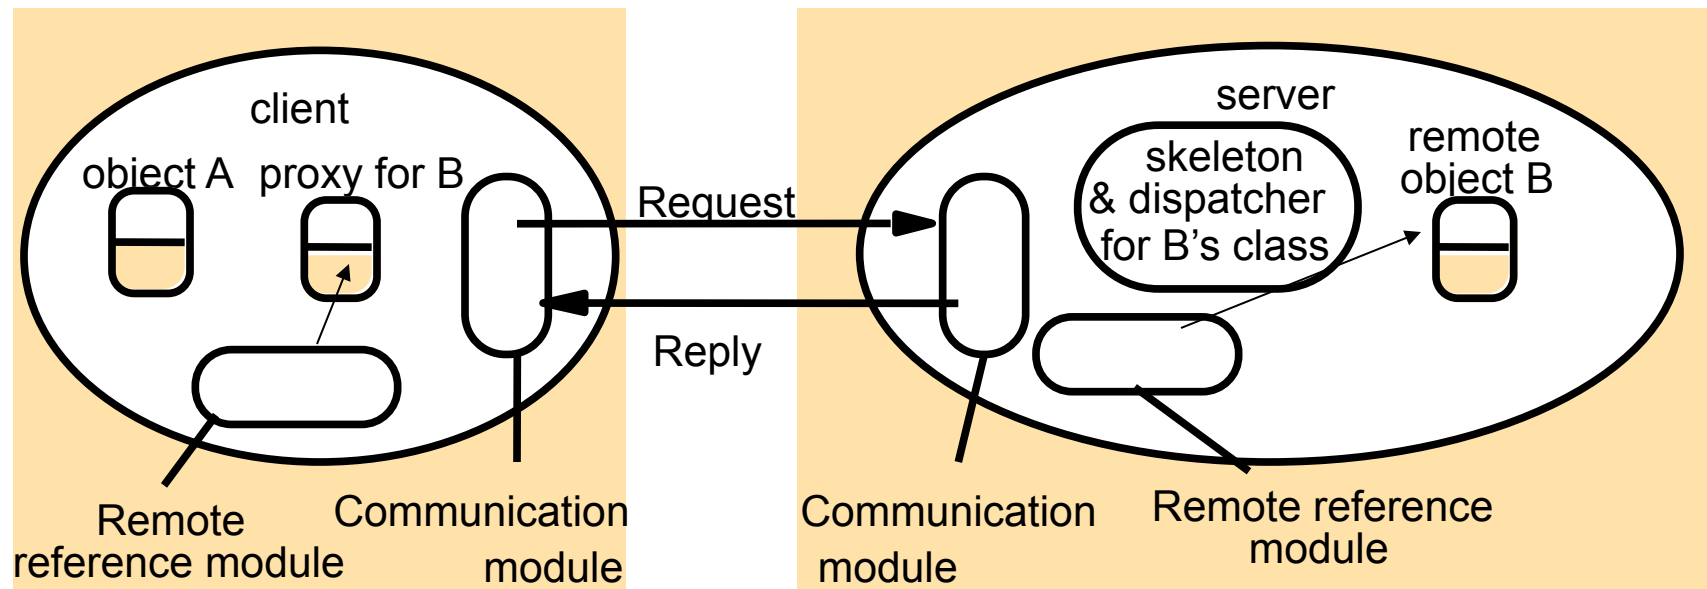 client
object A
proxy for B
Request
Reply
server
skeleton
& dispatcher
for B’s class
remote
object B
Remote
reference module
Communication
module
Communication
module
Remote reference
module